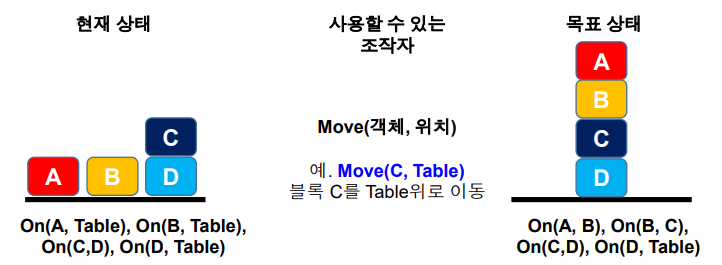 현재 상태
C
A B D
On(A, Table), On(B, Table),
On(C,D), On(D, Table)
사용할 수 있는
조작자
Move(객체, 위치)
예. Move(C, Table)
블록 C를 Table위로 이동
목표 상태
A
B
C
D
On(A, B), On(B, C),
On(C,D), On(D, Table)